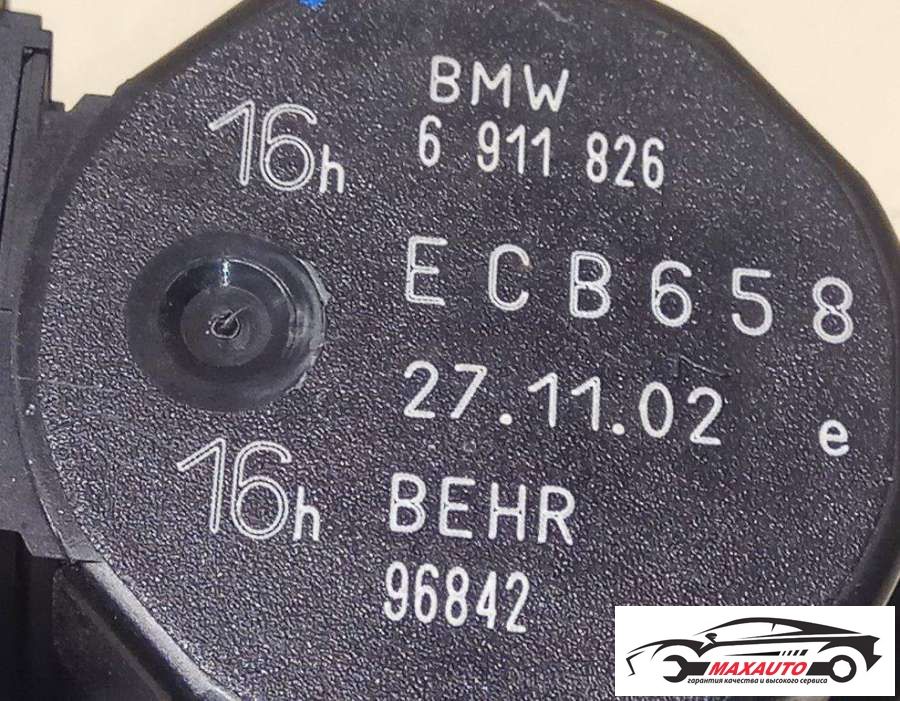 BMW
6 911 826
16h
ECB658
27.11.02
e
16h
BEHR
96842
MAXAUTO
гарантия качества и высокого сервиса